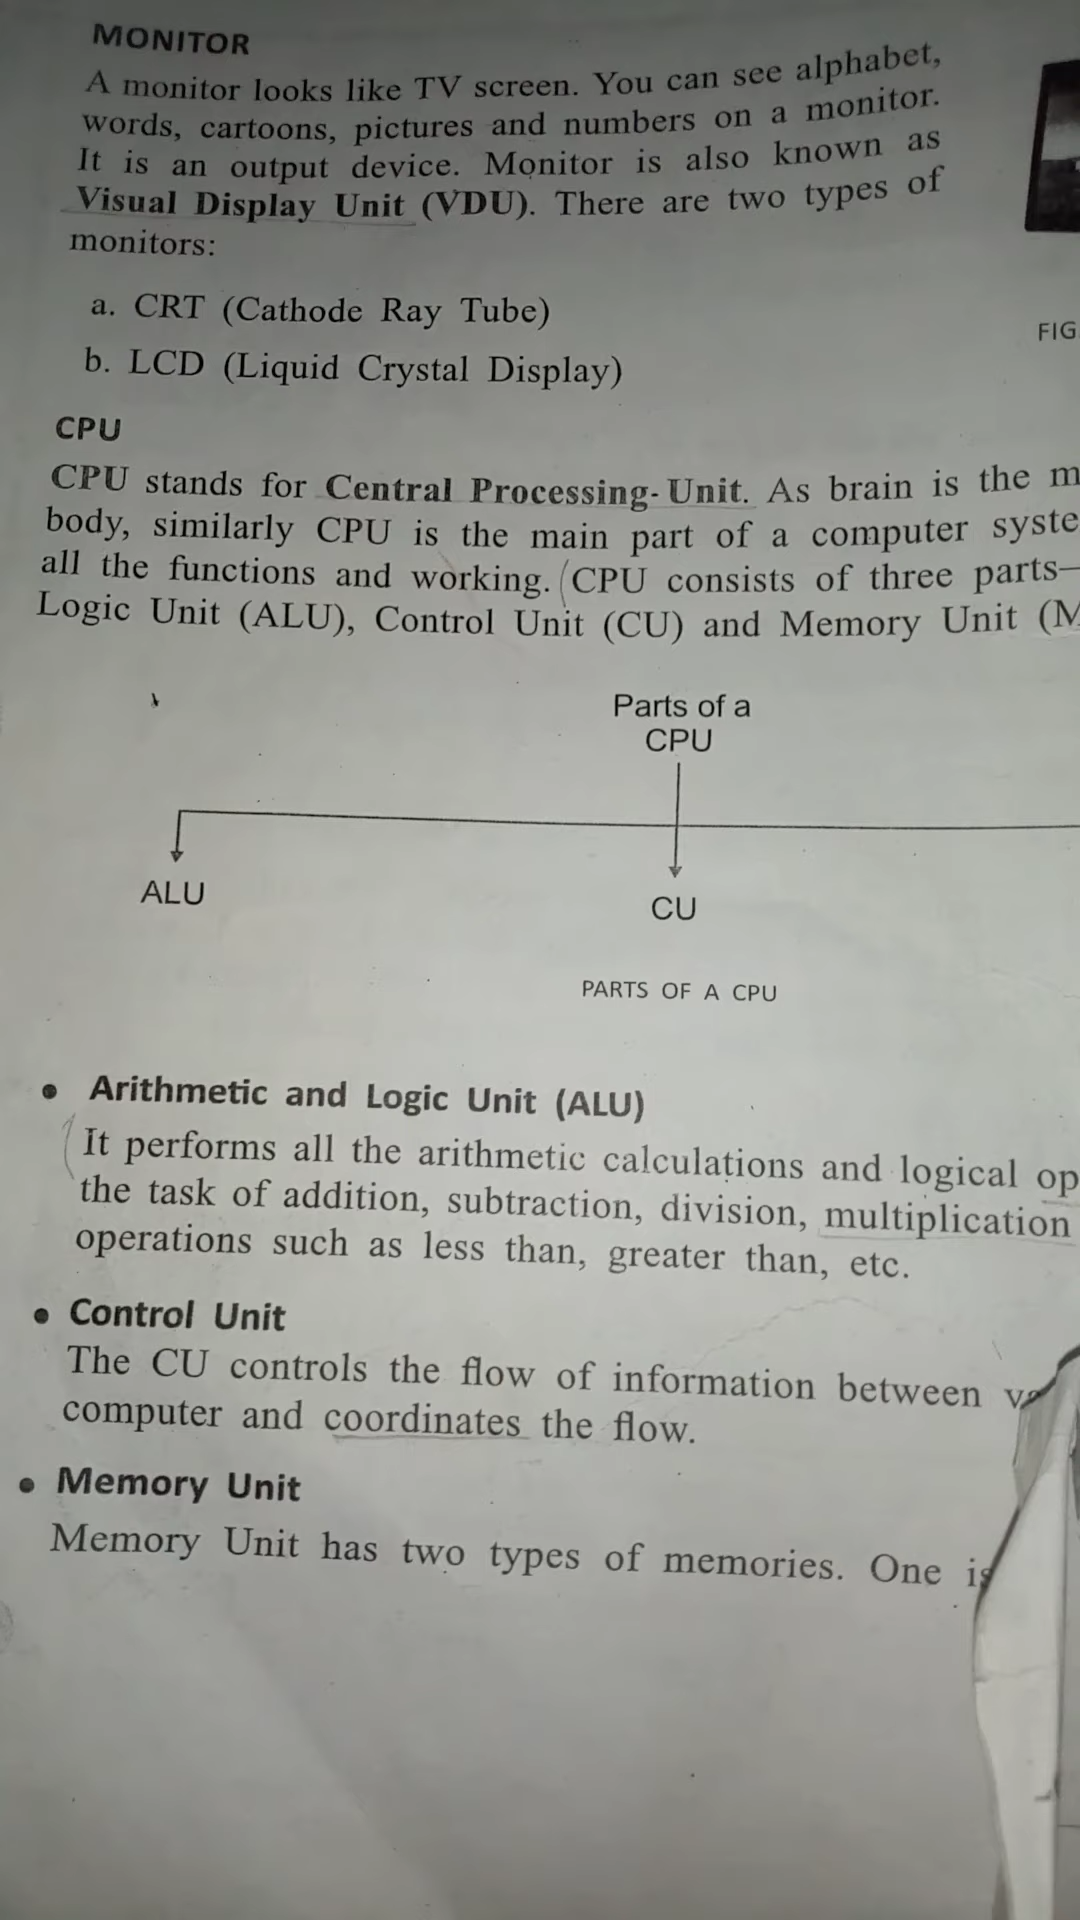 MONITOR
A monitor looks like TV screen. You can see alphabet,
words, cartoons, pictures and numbers on a monitor.
It is an output device. Monitor is also known as
Visual Display Unit (VDU). There are two types of
monitors:
a. CRT (Cathode Ray Tube)
b. LCD (Liquid Crystal Display)
FIG.
CPU
CPU stands for Central Processing- Unit. As brain is the
body, similarly CPU is the main part of a computer
all the functions and working. (CPU consists of three parts—
Logic Unit (ALU), Control Unit (CU) and Memory Unit
Parts of a
CPU
ALU
CU
PARTS OF A CPU
• Arithmetic and Logic Unit (ALU)
It performs all the arithmetic calculations and logical
the task of addition, subtraction, division, multiplication
operations such as less than, greater than, etc.
• Control Unit
The CU controls the flow of information between
computer and coordinates the flow.
• Memory Unit
Memory Unit has two types of memories. One is